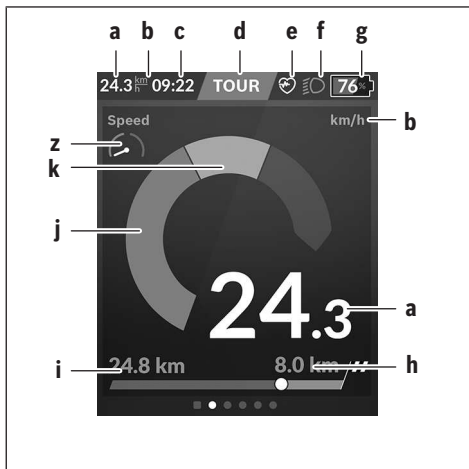 a b c d e f g
24.3 km/h 09:22 TOUR 76%
Speed km/h b
z
k
j
24.3 a
i 24.8 km 8.0 km h